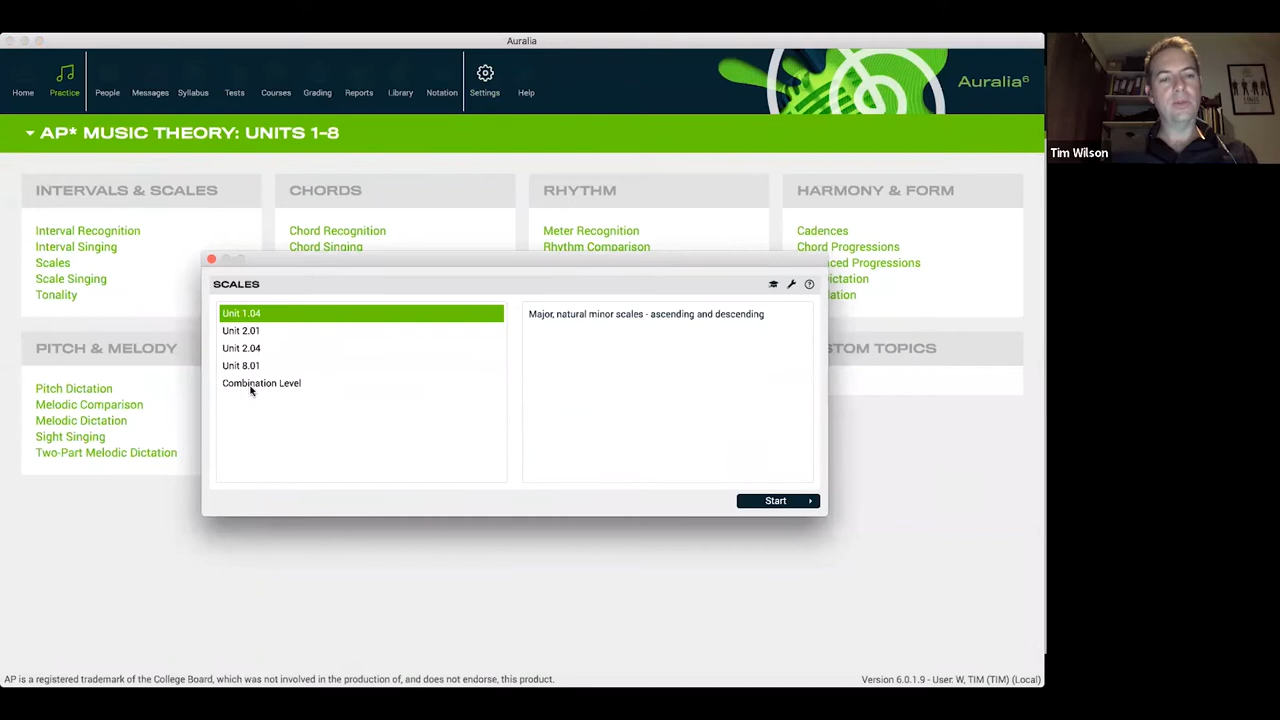 Auralia
Home
Practice
People
Messages
Syllabus
Tests
Courses
Grading
Reports
Library
Notation
Settings
Help
Auralia6
Tim Wilson
AP* MUSIC THEORY: UNITS 1-8
INTERVALS & SCALES
Interval Recognition
Interval Singing
Scales
Scale Singing
Tonality
CHORDS
Chord Recognition
Chord Singing
RHYTHM
Meter Recognition
Rhythm Comparison
HARMONY & FORM
Cadences
Chord Progressions
ced Progressions
Dictation
lation
PITCH & MELODY
Pitch Dictation
Melodic Comparison
Melodic Dictation
Sight Singing
Two-Part Melodic Dictation
STOM TOPICS
SCALES
Unit 1.04
Unit 2.01
Unit 2.04
Unit 8.01
Combination Level
Major, natural minor scales - ascending and descending
Start
AP is a registered trademark of the College Board, which was not involved in the production of, and does not endorse, this product.
Version 6.0.1.9 - User: W, TIM (TIM) (Local)